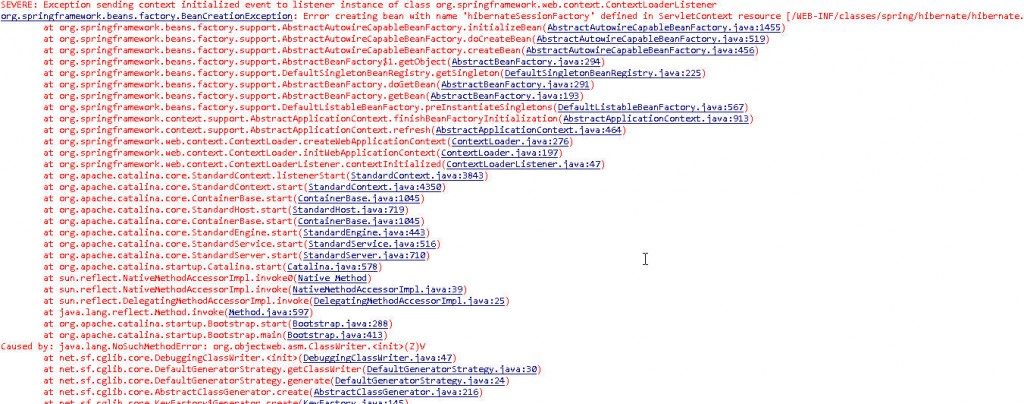 SEVERE: Exception sending context initialized event to listener instance of class org.springframework.web.context.ContextLoaderListener
org.springframework.beans.factory.BeanCreationException: Error creating bean with name 'hibernateSessionFactory' defined in ServletContext resource [/WEB-INF/classes/spring/hibernate/hibernate.
at org.springframework.beans.factory.support.AbstractAutowireCapableBeanFactory.initializeBean(AbstractAutowireCapableBeanFactory.java:1455)
at org.springframework.beans.factory.support.AbstractAutowireCapableBeanFactory.doCreateBean(AbstractAutowireCapableBeanFactory.java:519)
at org.springframework.beans.factory.support.AbstractAutowireCapableBeanFactory.createBean(AbstractAutowireCapableBeanFactory.java:456)
at org.springframework.beans.factory.support.AbstractBeanFactory$1.getObject(AbstractBeanFactory.java:294)
at org.springframework.beans.factory.support.DefaultSingletonBeanRegistry.getSingleton(DefaultSingletonBeanRegistry.java:225)
at org.springframework.beans.factory.support.AbstractBeanFactory.doGetBean(AbstractBeanFactory.java:291)
at org.springframework.beans.factory.support.AbstractBeanFactory.getBean(AbstractBeanFactory.java:193)
at org.springframework.beans.factory.support.DefaultListableBeanFactory.preInstantiateSingletons(DefaultListableBeanFactory.java:567)
at org.springframework.context.support.AbstractApplicationContext.finishBeanFactoryInitialization(AbstractApplicationContext.java:913)
at org.springframework.context.support.AbstractApplicationContext.refresh(AbstractApplicationContext.java:464)
at org.springframework.web.context.ContextLoader.createWebApplicationContext(ContextLoader.java:276)
at org.springframework.web.context.ContextLoader.initWebApplicationContext(ContextLoader.java:197)
at org.springframework.web.context.ContextLoaderListener.contextInitialized(ContextLoaderListener.java:47)
at org.apache.catalina.core.StandardContext.listenerStart(StandardContext.java:3843)
at org.apache.catalina.core.StandardContext.start(StandardContext.java:4350)
at org.apache.catalina.core.ContainerBase.start(ContainerBase.java:1045)
at org.apache.catalina.core.StandardHost.start(StandardHost.java:719)
at org.apache.catalina.core.ContainerBase.start(ContainerBase.java:1045)
at org.apache.catalina.core.StandardEngine.start(StandardEngine.java:443)
at org.apache.catalina.core.StandardService.start(StandardService.java:516)
at org.apache.catalina.core.StandardServer.start(StandardServer.java:710)
at org.apache.catalina.startup.Catalina.start(Catalina.java:578)
at sun.reflect.NativeMethodAccessorImpl.invoke0(Native Method)
at sun.reflect.NativeMethodAccessorImpl.invoke(NativeMethodAccessorImpl.java:39)
at sun.reflect.DelegatingMethodAccessorImpl.invoke(DelegatingMethodAccessorImpl.java:25)
at java.lang.reflect.Method.invoke(Method.java:597)
at org.apache.catalina.startup.Bootstrap.start(Bootstrap.java:288)
at org.apache.catalina.startup.Bootstrap.main(Bootstrap.java:413)
Caused by: java.lang.NoSuchMethodError: org.objectweb.asm.ClassWriter.<init>(Z)V
at net.sf.cglib.core.DebuggingClassWriter.<init>(DebuggingClassWriter.java:47)
at net.sf.cglib.core.DefaultGeneratorStrategy.getClassWriter(DefaultGeneratorStrategy.java:30)
at net.sf.cglib.core.DefaultGeneratorStrategy.generate(DefaultGeneratorStrategy.java:24)
at net.sf.cglib.core.AbstractClassGenerator.create(AbstractClassGenerator.java:216)
at net.sf.cglib.core.KeyFactory$Generator.create(KeyFactory.java:145)